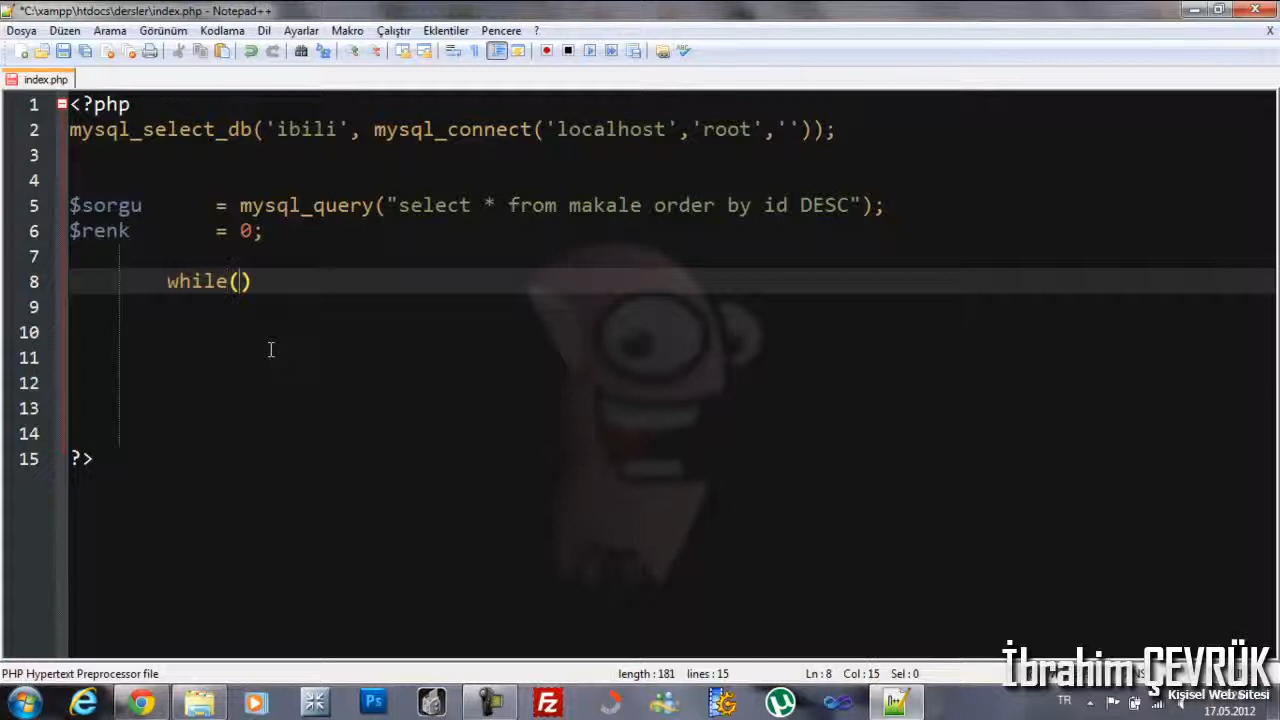 *C:\xampp\htdocs\dersler\index.php - Notepad++
Dosya Düzen Arama Görünüm Kodlama Dil Ayarlar Makro Çalıştır Eklentiler Pencere ? X
index.php
1 <?php
2 mysql_select_db('ibili', mysql_connect('localhost','root',''));
3
4
5 $sorgu = mysql_query("select * from makale order by id DESC");
6 $renk = 0;
7
8 while()
9
10
11
12
13
14
15 ?>
PHP Hypertext Preprocessor file length : 181 lines : 15 Ln : 8 Col : 15 Sel : 0
İbrahim ÇEVRÜK
Kişisel Web Sitesi
TR
17.05.2012